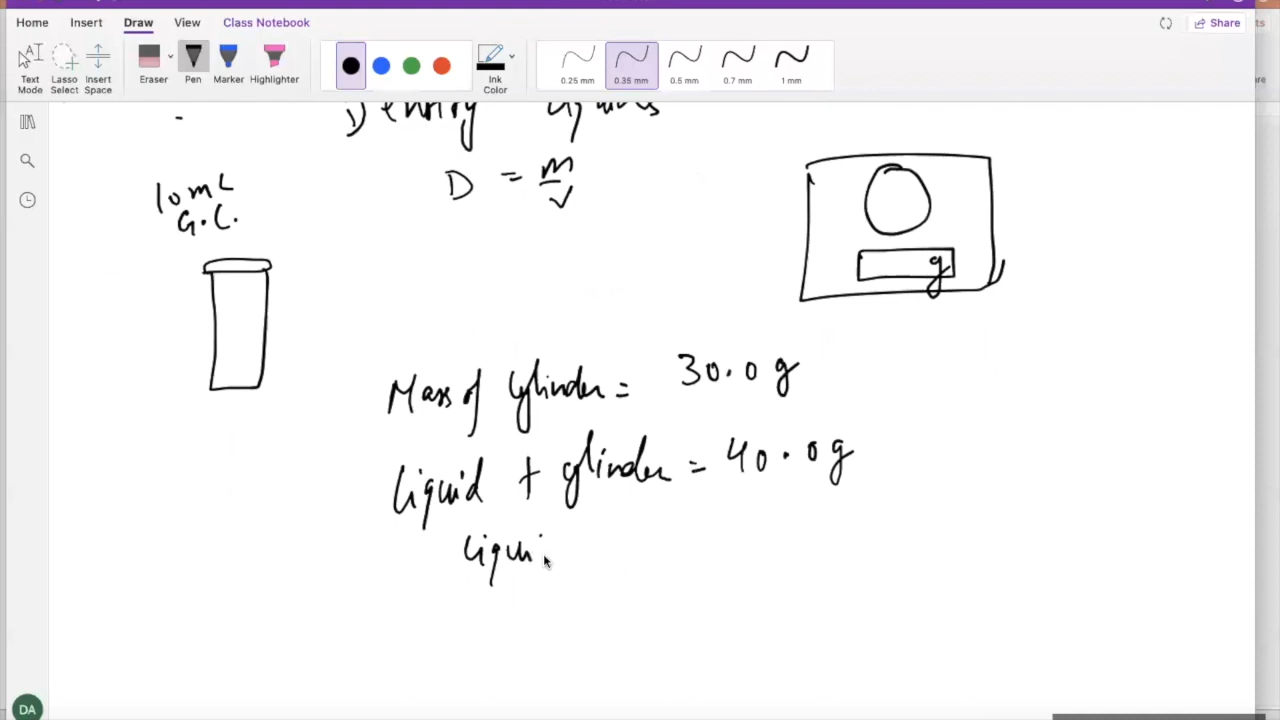 Home Insert Draw View Class Notebook
Share
Text Mode
Lasso Select
Insert Space
Eraser
Pen
Marker
Highlighter
Ink Color
0.25 mm
0.35 mm
0.5 mm
0.7 mm
1 mm
Density
10 mL
G.C.
D = m/v
g
Mass of cylinder = 30.0 g
Liquid + cylinder = 40.0g
Liqui
DA